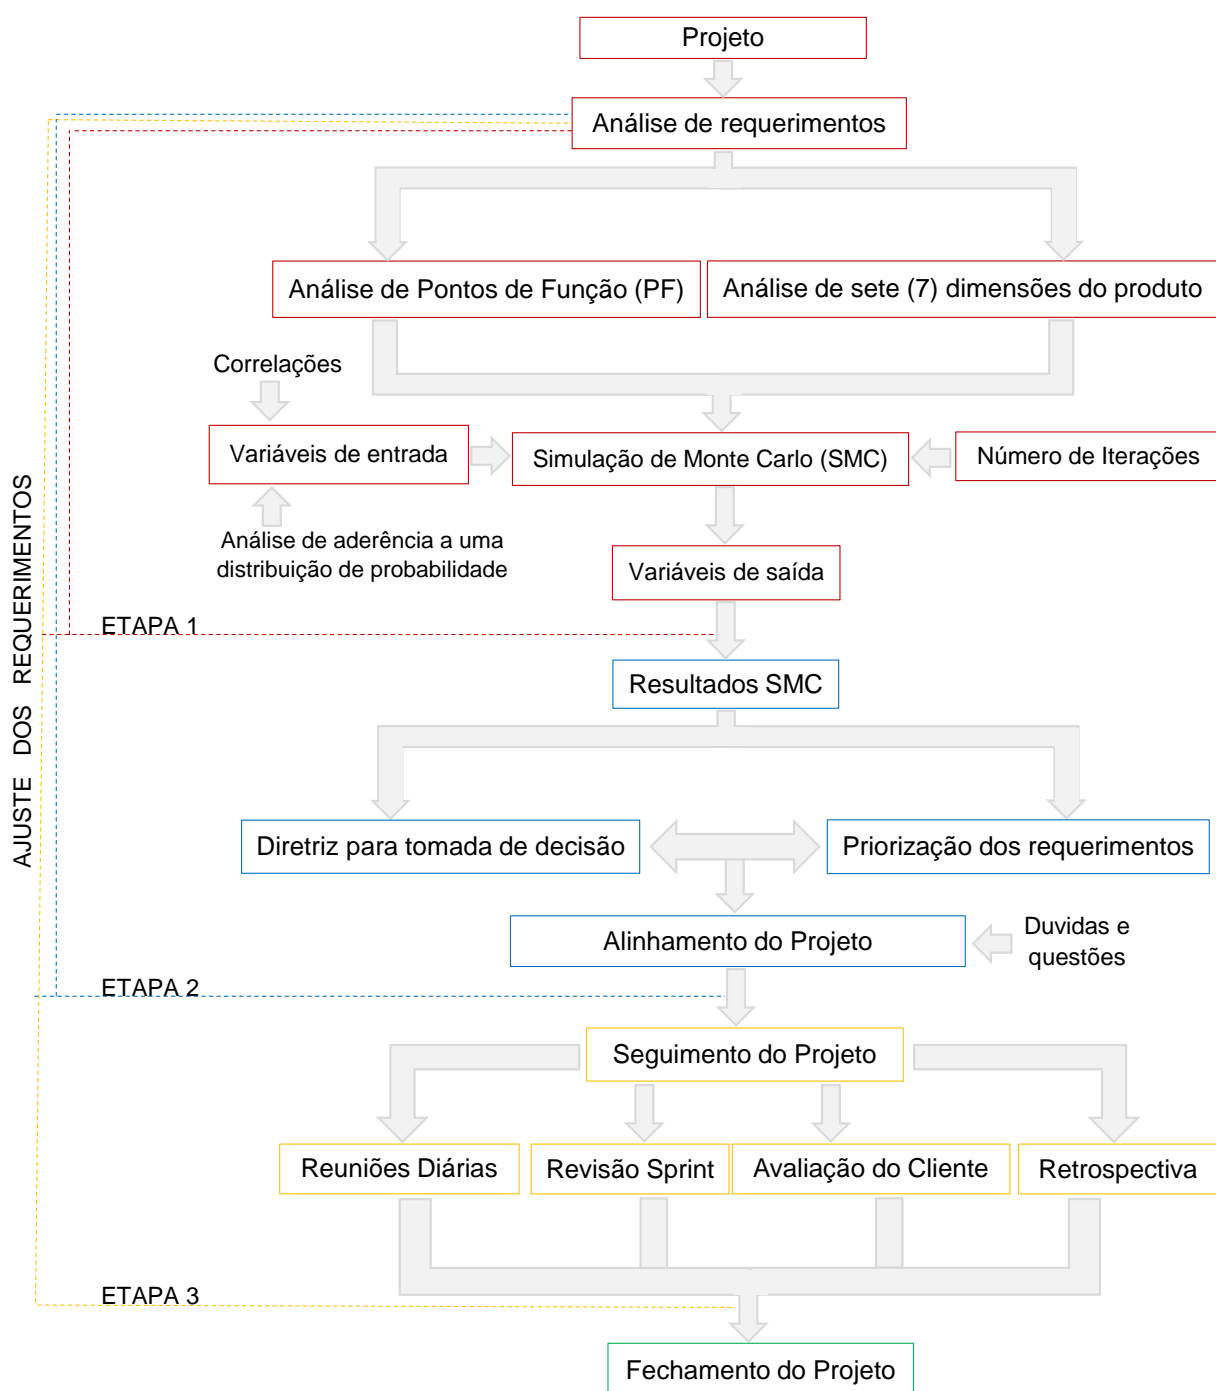 Projeto
Análise de requerimentos
Análise de Pontos de Função (PF)
Análise de sete (7) dimensões do produto
Correlações
Variáveis de entrada
Simulação de Monte Carlo (SMC)
Número de Iterações
Análise de aderência a uma
distribuição de probabilidade
Variáveis de saída
ETAPA 1
Resultados SMC
AJUSTE DOS REQUERIMENTOS
Diretriz para tomada de decisão
Priorização dos requerimentos
Alinhamento do Projeto
Duvidas e
questões
ETAPA 2
Seguimento do Projeto
Reuniões Diárias
Revisão Sprint
Avaliação do Cliente
Retrospectiva
ETAPA 3
Fechamento do Projeto